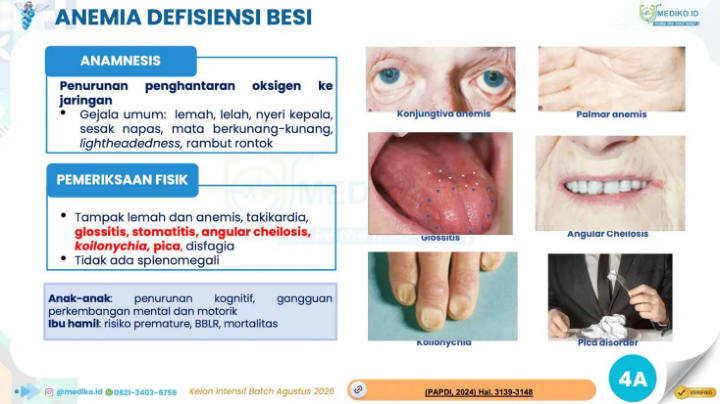 ANEMIA DEFISIENSI BESI
MEDIKO.ID
ANAMNESIS
Penurunan penghantaran oksigen ke
jaringan
• Gejala umum: lemah, lelah, nyeri kepala,
sesak napas, mata berkunang-kunang,
lightheadedness, rambut rontok
PEMERIKSAAN FISIK
• Tampak lemah dan anemis, takikardia,
glossitis, stomatitis, angular cheilosis,
koilonychia, pica, disfagia
• Tidak ada splenomegali
Anak-anak: penurunan kognitif, gangguan
perkembangan mental dan motorik
Ibu hamil: risiko premature, BBLR, mortalitas
Konjungtiva anemis
Palmar anemis
Glossitis
Angular Cheilosis
Koilonychia
Pica disorder
4A
@mediko.id
0821-3403-8758
Kelon Intensif Batch Agustus 2026
(PAPDI, 2024) Hal. 3139-3148
VERIFIED